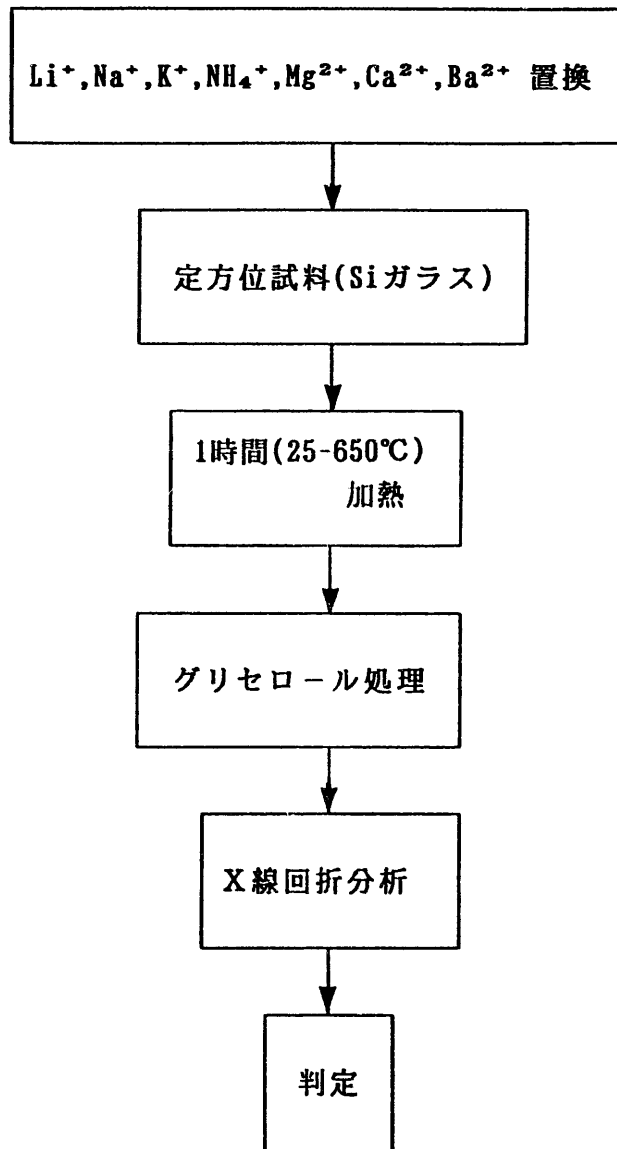 Li⁺,Na⁺,K⁺,NH₄⁺,Mg²⁺,Ca²⁺,Ba²⁺ 置換
定方位試料(Siガラス)
1時間(25-650℃)
加熱
グリセロール処理
X線回折分析
判定